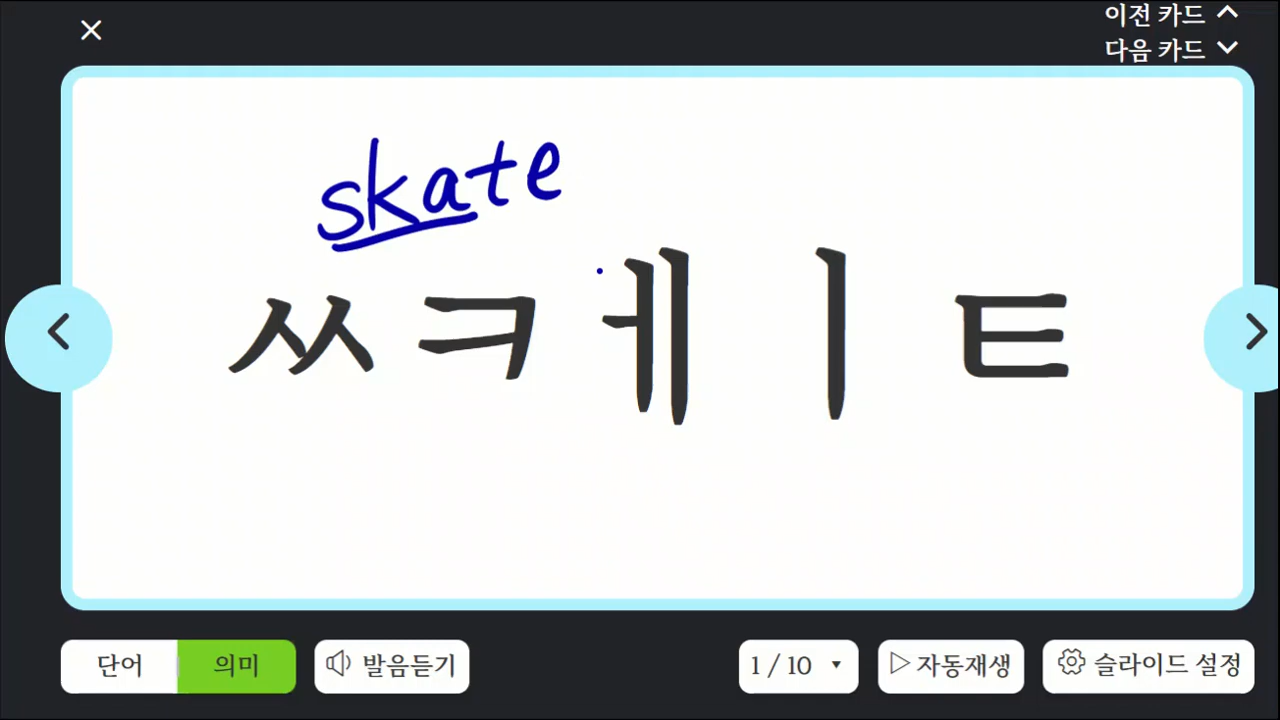 이전 카드
다음 카드
skate
ㅆㅋㅔㅣㅌ
단어 의미 발음듣기 1 / 10 자동재생 슬라이드 설정